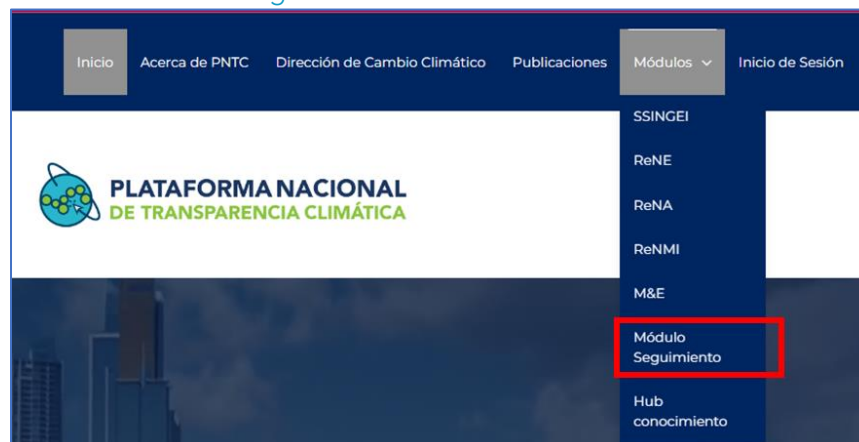 Inicio Acerca de PNTC Dirección de Cambio Climático Publicaciones Módulos Inicio de Sesión
SSINGEI
ReNE
ReNA
ReNMI
M&E
Módulo
Seguimiento
Hub
conocimiento
PLATAFORMA NACIONAL
DE TRANSPARENCIA CLIMÁTICA